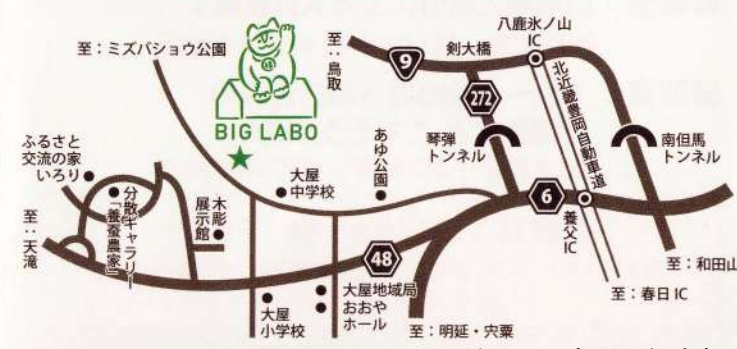 八鹿氷ノ山
IC
至：ミズバショウ公園
至：鳥取
9
剣大橋
272
北近畿豊岡自動車道
BIG LABO
琴弾
トンネル
南但馬
トンネル
ふるさと
交流の家
いろり
分散ギャラリー
「養蚕農家」
木彫
展示館
大屋
中学校
あゆ公園
6
養父IC
至：天滝
48
至：和田山
至：春日IC
大屋
小学校
大屋地域局
おおや
ホール
至：明延・宍粟